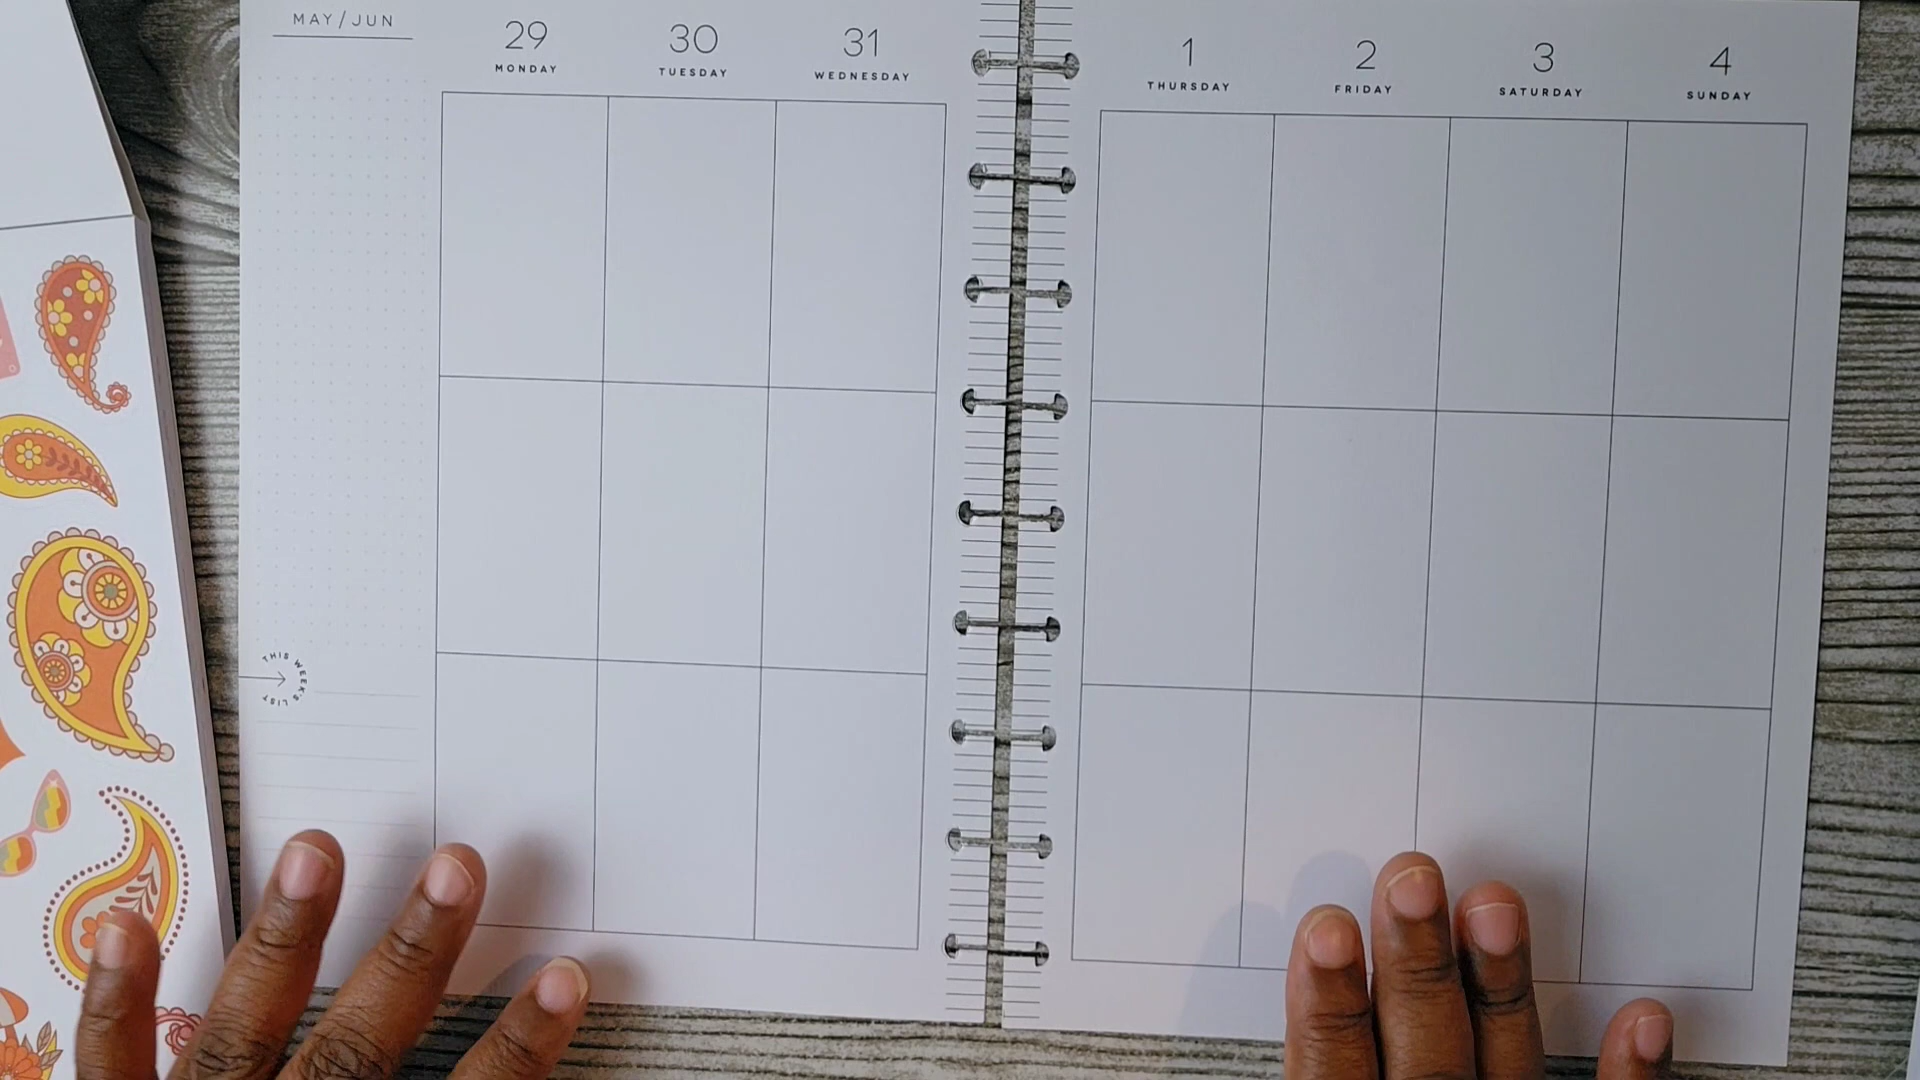 MAY/JUN
29
MONDAY
30
TUESDAY
31
WEDNESDAY
1
THURSDAY
2
FRIDAY
3
SATURDAY
4
SUNDAY
THIS WEEK'S LIST